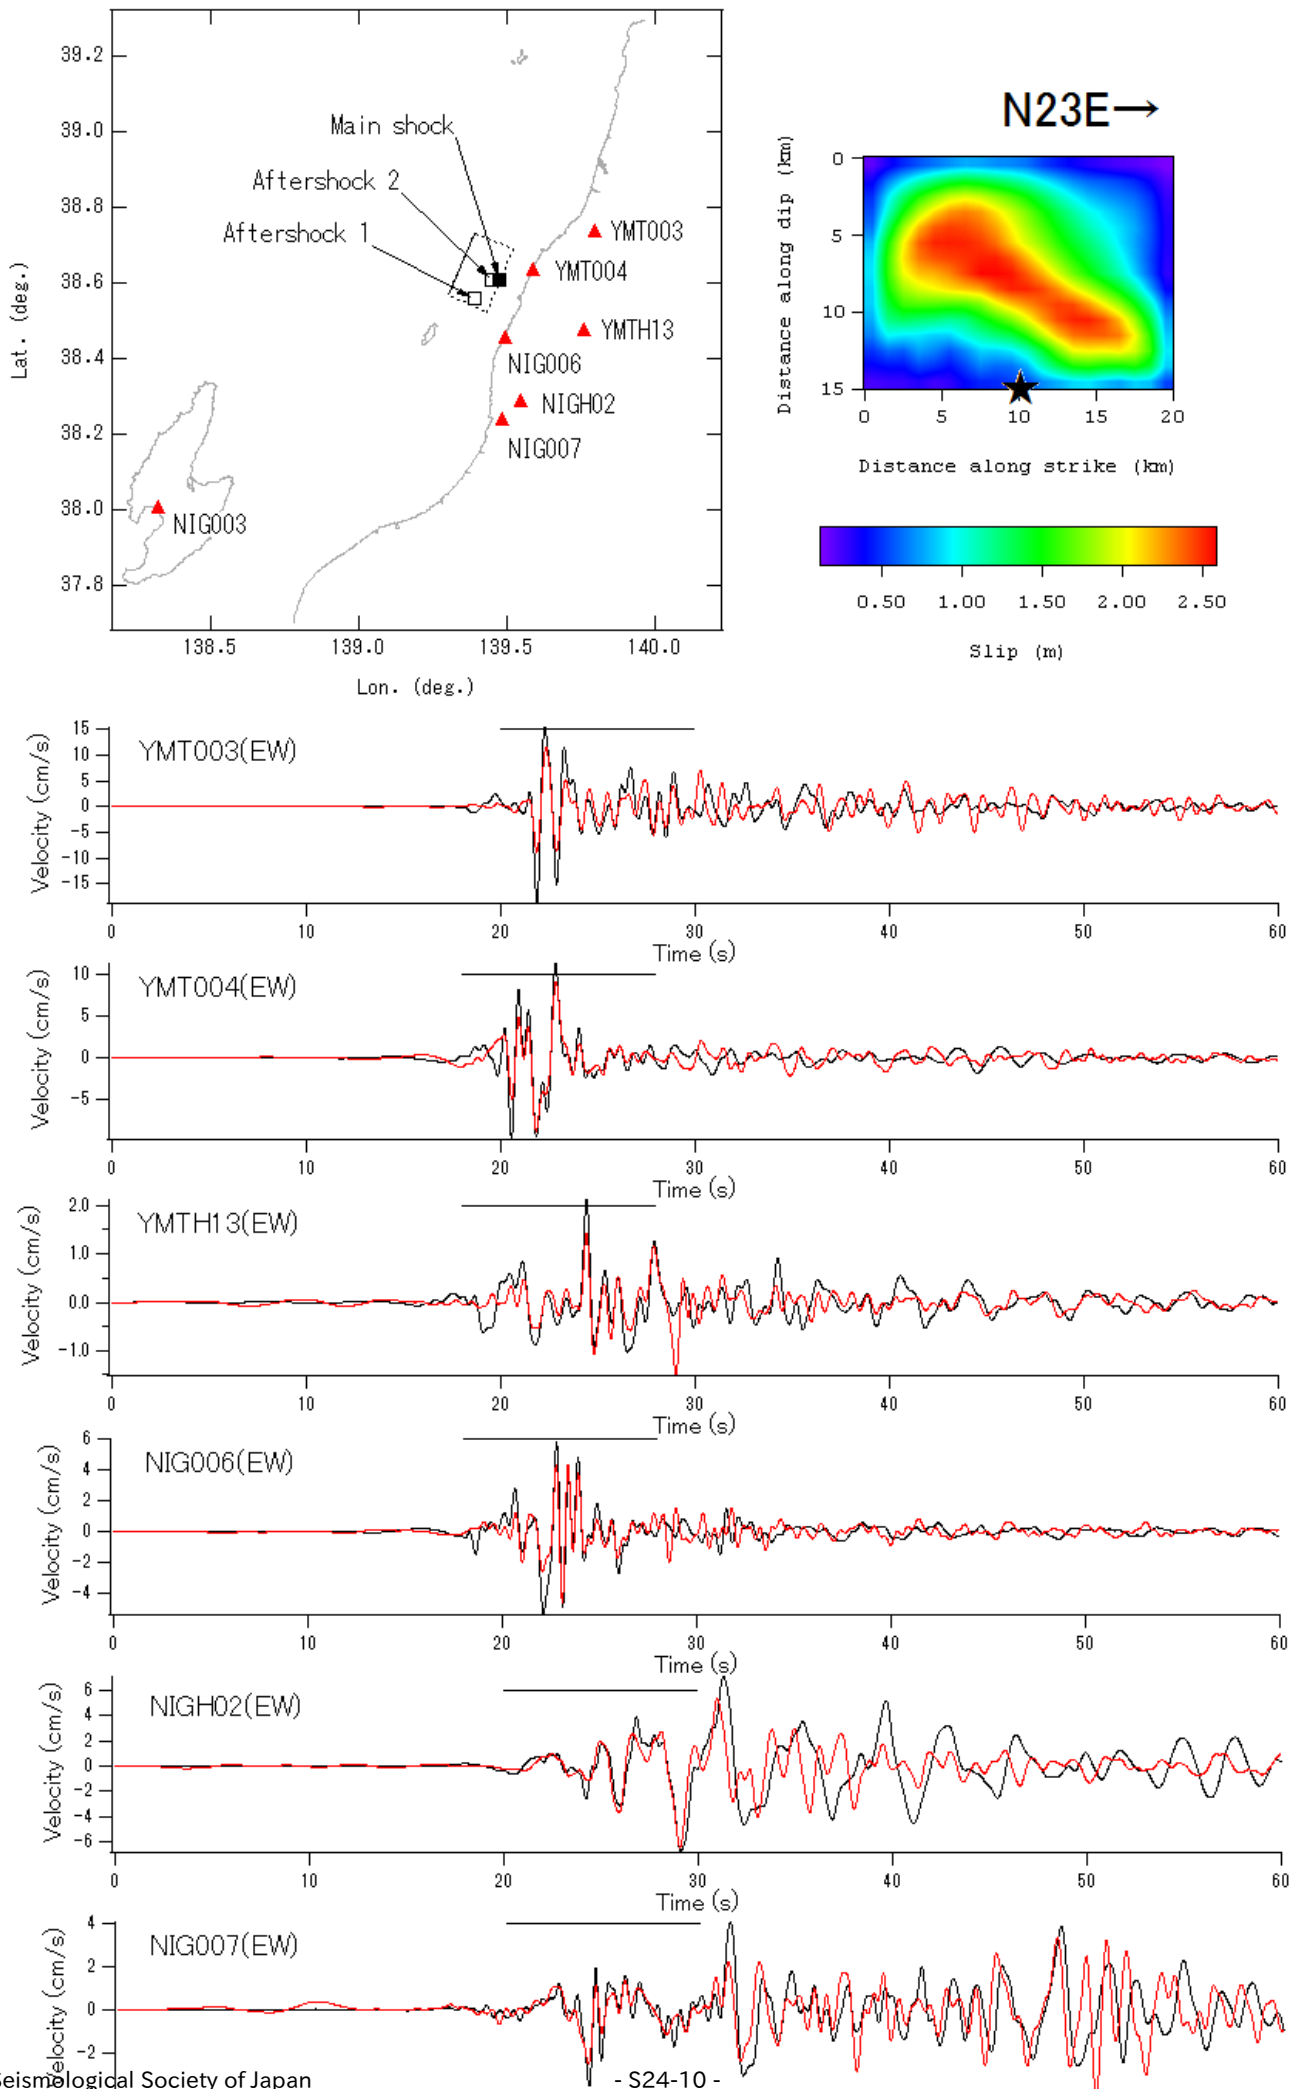 39.2
39.0
38.8
38.6
38.4
38.2
38.0
37.8
Lat. (deg.)
Main shock
Aftershock 2
Aftershock 1
YMT003
YMT004
YMTH13
NIG006
NIGH02
NIG007
NIG003
138.5 139.0 139.5 140.0
Lon. (deg.)
N23E→
Distance along dip (km)
0
5
10
15
0 5 10 15 20
Distance along strike (km)
0.50 1.00 1.50 2.00 2.50
Slip (m)
YMT003(EW)
Velocity (cm/s)
15
10
5
0
-5
-10
-15
0 10 20 30 40 50 60
Time (s)
YMT004(EW)
Velocity (cm/s)
10
5
0
-5
0 10 20 30 40 50 60
Time (s)
YMTH13(EW)
Velocity (cm/s)
2.0
1.0
0.0
-1.0
0 10 20 30 40 50 60
Time (s)
NIG006(EW)
Velocity (cm/s)
6
4
2
0
-2
-4
0 10 20 30 40 50 60
Time (s)
NIGH02(EW)
Velocity (cm/s)
6
4
2
0
-2
-4
-6
0 10 20 30 40 50 60
Time (s)
NIG007(EW)
Velocity (cm/s)
4
2
0
-2
Seismological Society of Japan - S24-10 -